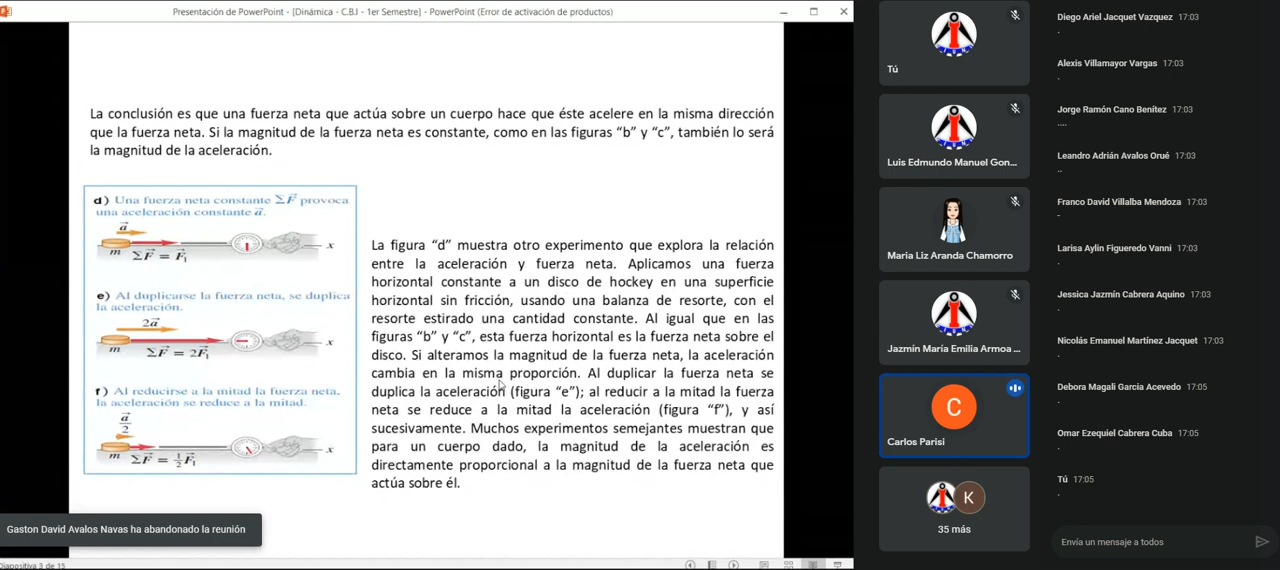 Presentación de PowerPoint - [Dinámica - C.B.I - 1er Semestre] - PowerPoint (Error de activación de productos)
La conclusión es que una fuerza neta que actúa sobre un cuerpo hace que éste acelere en la misma dirección
que la fuerza neta. Si la magnitud de la fuerza neta es constante, como en las figuras “b” y “c”, también lo será
la magnitud de la aceleración.
d) Una fuerza neta constante ΣF⃗ provoca
una aceleración constante a⃗.
a⃗
m ΣF⃗ = F⃗₁
x
e) Al duplicarse la fuerza neta, se duplica
la aceleración.
2a⃗
m ΣF⃗ = 2F⃗₁
x
f) Al reducirse a la mitad la fuerza neta,
la aceleración se reduce a la mitad.
a⃗/2
m ΣF⃗ = ½F⃗₁
x
La figura “d” muestra otro experimento que explora la relación
entre la aceleración y fuerza neta. Aplicamos una fuerza
horizontal constante a un disco de hockey en una superficie
horizontal sin fricción, usando una balanza de resorte, con el
resorte estirado una cantidad constante. Al igual que en las
figuras “b” y “c”, esta fuerza horizontal es la fuerza neta sobre el
disco. Si alteramos la magnitud de la fuerza neta, la aceleración
cambia en la misma proporción. Al duplicar la fuerza neta se
duplica la aceleración (figura “e”); al reducir a la mitad la fuerza
neta se reduce a la mitad la aceleración (figura “f”), y así
sucesivamente. Muchos experimentos semejantes muestran que
para un cuerpo dado, la magnitud de la aceleración es
directamente proporcional a la magnitud de la fuerza neta que
actúa sobre él.
Gaston David Avalos Navas ha abandonado la reunión
Diapositiva 3 de 15
Tú
Luis Edmundo Manuel Gon...
Maria Liz Aranda Chamorro
Jazmín María Emilia Armoa ...
C
Carlos Parisi
K
35 más
Diego Ariel Jacquet Vazquez 17:03
.
Alexis Villamayor Vargas 17:03
.
Jorge Ramón Cano Benítez 17:03
....
Leandro Adrián Avalos Orué 17:03
..
Franco David Villalba Mendoza 17:03
-
Larisa Aylin Figueredo Vanni 17:03
.
Jessica Jazmín Cabrera Aquino 17:03
.
Nicolás Emanuel Martínez Jacquet 17:03
.
Debora Magali Garcia Acevedo 17:05
.
Omar Ezequiel Cabrera Cuba 17:05
.
Tú 17:05
.
Envía un mensaje a todos